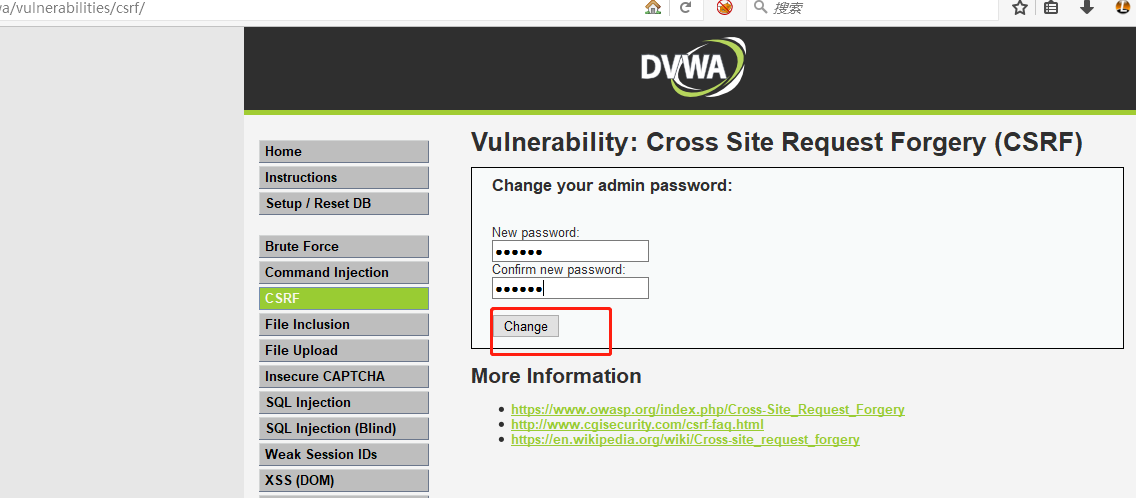 va/vulnerabilities/csrf/
搜索
DVWA
Home
Instructions
Setup / Reset DB
Brute Force
Command Injection
CSRF
File Inclusion
File Upload
Insecure CAPTCHA
SQL Injection
SQL Injection (Blind)
Weak Session IDs
XSS (DOM)
Vulnerability: Cross Site Request Forgery (CSRF)
Change your admin password:
New password:
••••••
Confirm new password:
••••••
Change
More Information
• https://www.owasp.org/index.php/Cross-Site_Request_Forgery
• http://www.cgisecurity.com/csrf-faq.html
• https://en.wikipedia.org/wiki/Cross-site_request_forgery